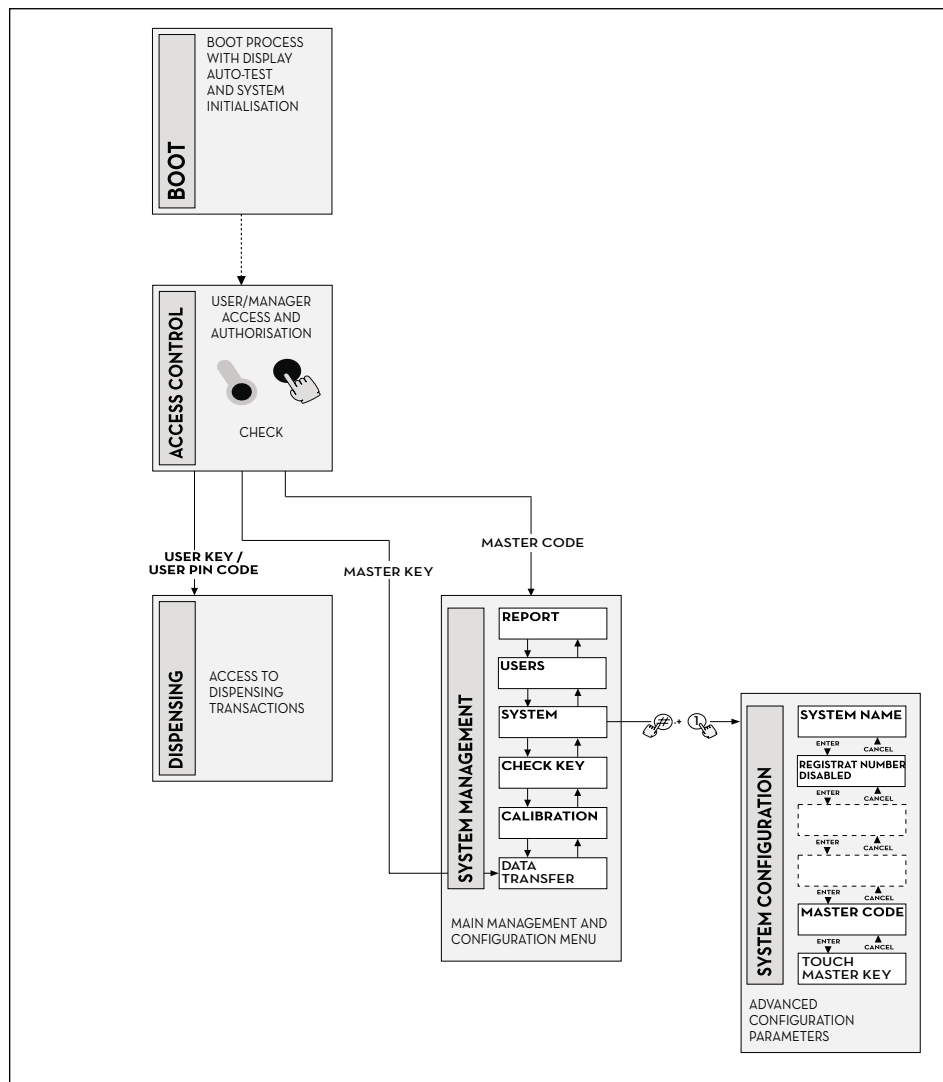 BOOT
BOOT PROCESS
WITH DISPLAY
AUTO-TEST
AND SYSTEM
INITIALISATION
ACCESS CONTROL
USER/MANAGER
ACCESS AND
AUTHORISATION
CHECK
USER KEY /
USER PIN CODE
MASTER KEY
MASTER CODE
DISPENSING
ACCESS TO
DISPENSING
TRANSACTIONS
SYSTEM MANAGEMENT
REPORT
USERS
SYSTEM
CHECK KEY
CALIBRATION
DATA
TRANSFER
MAIN MANAGEMENT AND
CONFIGURATION MENU
# + 1
SYSTEM CONFIGURATION
SYSTEM NAME
ENTER CANCEL
REGISTRAT NUMBER
DISABLED
ENTER CANCEL
ENTER CANCEL
ENTER CANCEL
MASTER CODE
ENTER CANCEL
TOUCH
MASTER KEY
ADVANCED
CONFIGURATION
PARAMETERS